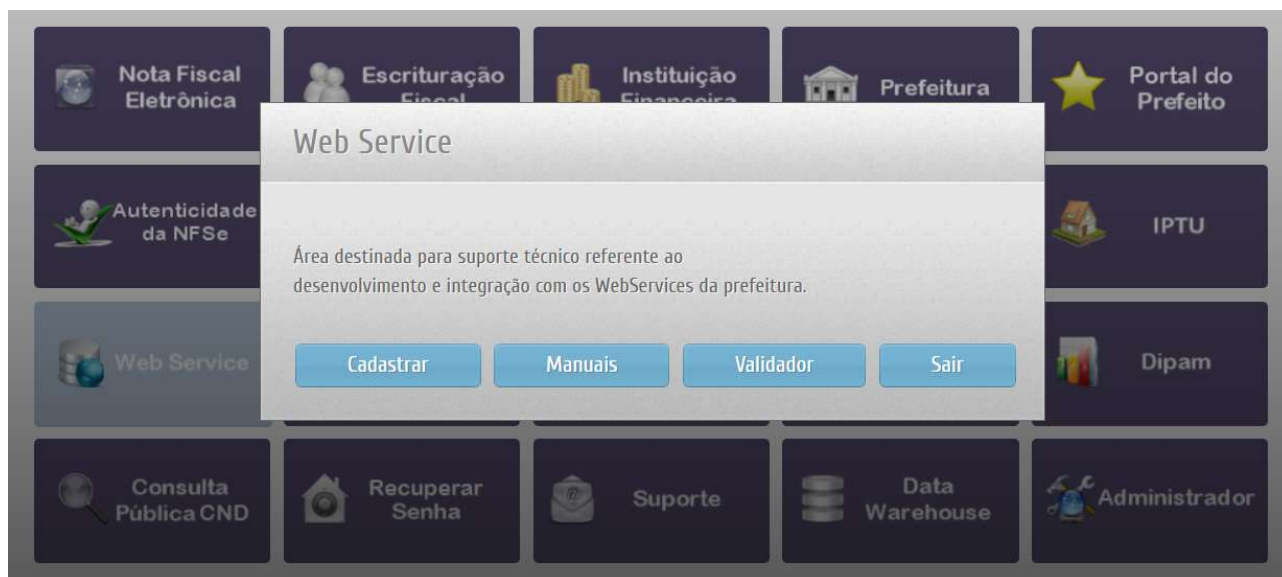 Nota Fiscal
Eletrônica
Escrituração
Fiscal
Instituição
Financeira
Prefeitura
Portal do
Prefeito
Web Service
Autenticidade
da NFSe
IPTU
Área destinada para suporte técnico referente ao
desenvolvimento e integração com os WebServices da prefeitura.
Web Service
Cadastrar
Manuais
Validador
Sair
Dipam
Consulta
Pública CND
Recuperar
Senha
Suporte
Data
Warehouse
Administrador